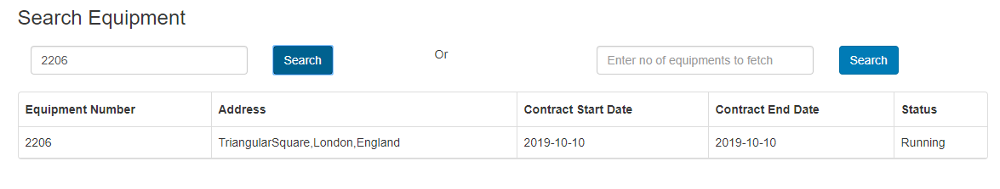 Search Equipment
2206 Search Or Enter no of equipments to fetch Search
Equipment Number Address Contract Start Date Contract End Date Status
2206 TriangularSquare,London,England 2019-10-10 2019-10-10 Running